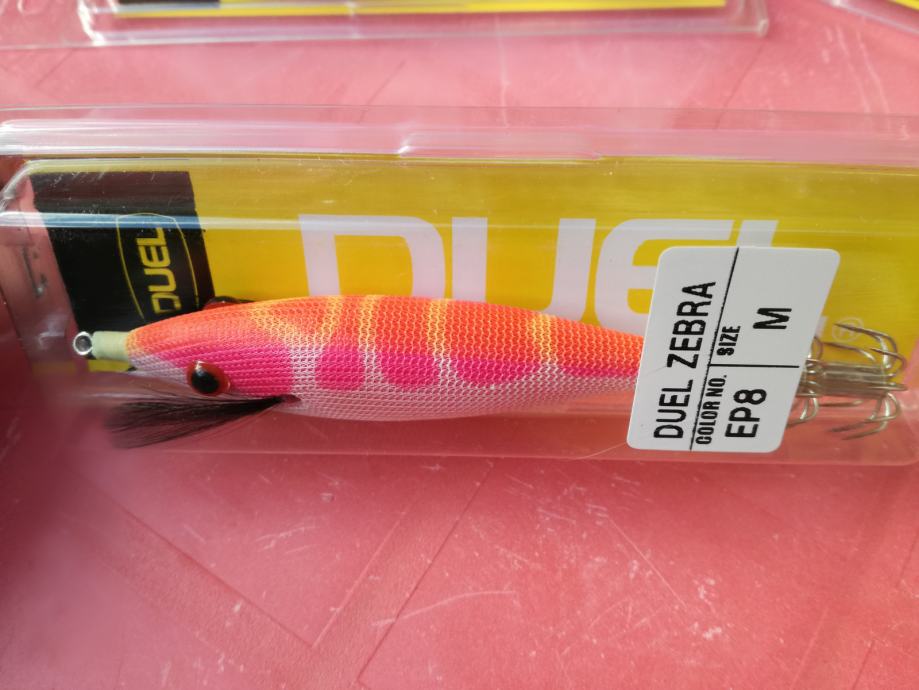 DUEL
DUEL
DUEL ZEBRA
COLOR NO.
SIZE
EP8
M